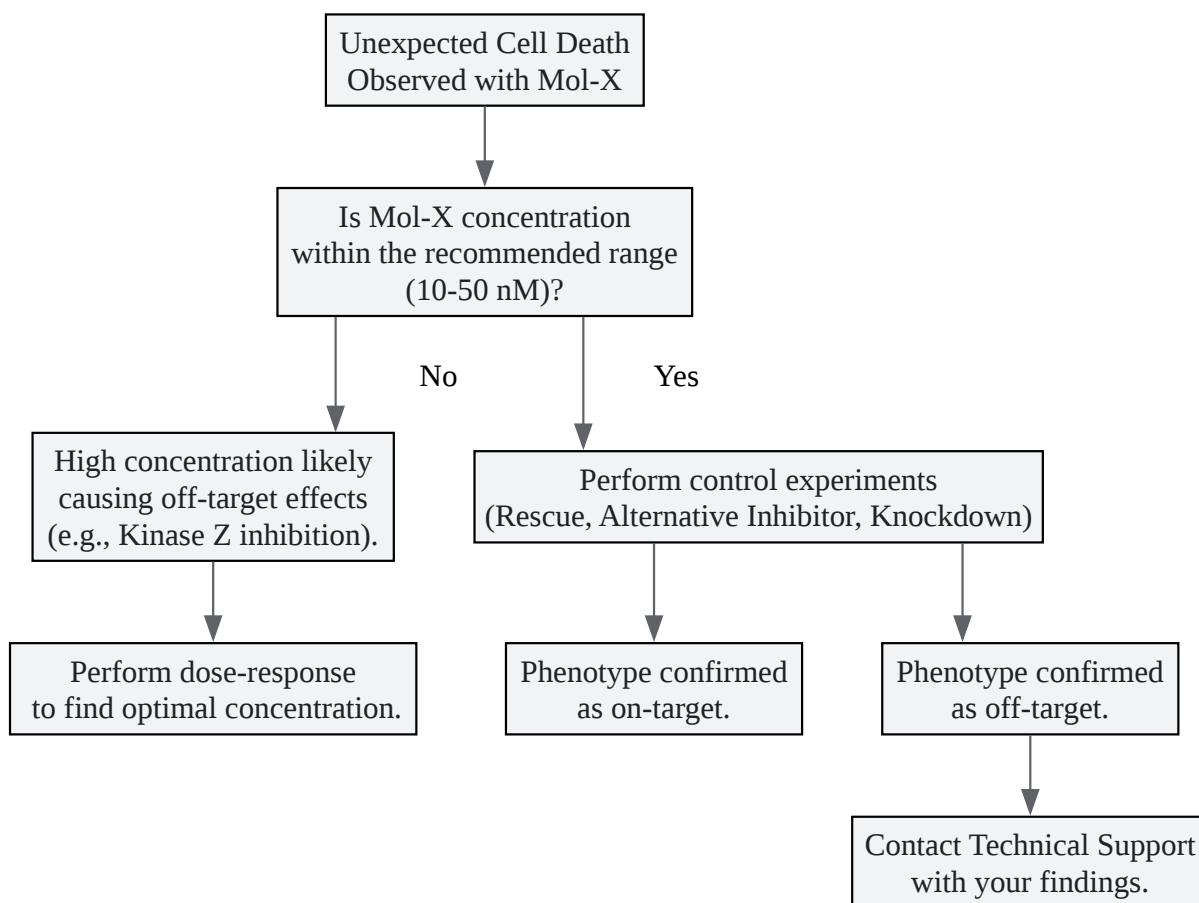 Unexpected Cell Death
Observed with Mol-X
Is Mol-X concentration
within the recommended range
(10-50 nM)?
No
Yes
High concentration likely
causing off-target effects
(e.g., Kinase Z inhibition).
Perform control experiments
(Rescue, Alternative Inhibitor, Knockdown)
Perform dose-response
to find optimal concentration.
Phenotype confirmed
as on-target.
Phenotype confirmed
as off-target.
Contact Technical Support
with your findings.